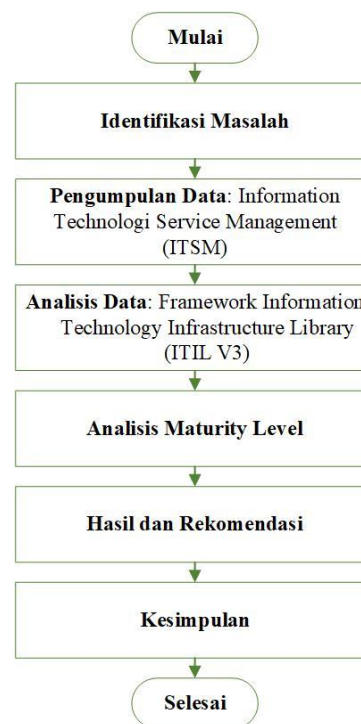 Mulai
Identifikasi Masalah
Pengumpulan Data: Information
Technologi Service Management
(ITSM)
Analisis Data: Framework Information
Technology Infrastructure Library
(ITIL V3)
Analisis Maturity Level
Hasil dan Rekomendasi
Kesimpulan
Selesai